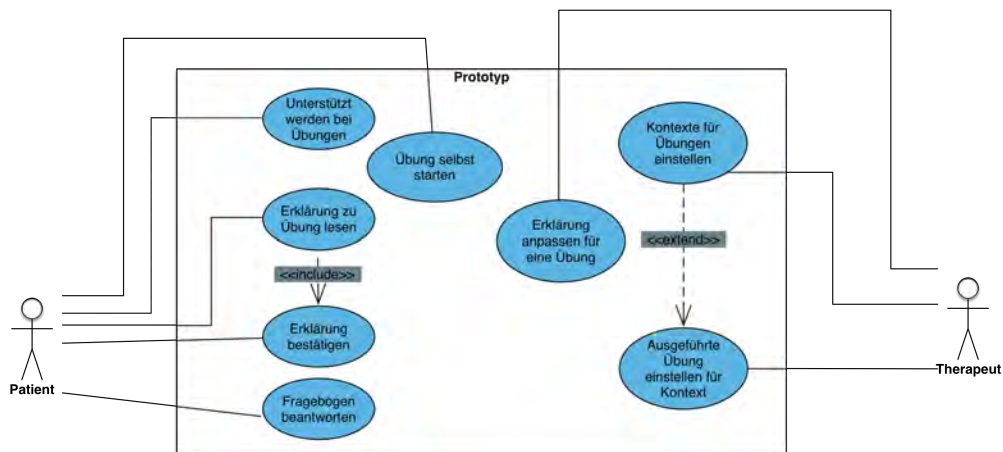 Prototyp
Unterstützt
werden bei
Übungen
Übung selbst
starten
Kontexte für
Übungen
einstellen
Erklärung zu
Übung lesen
Erklärung
anpassen für
eine Übung
<<extend>>
<<include>>
Erklärung
bestätigen
Ausgeführte
Übung
einstellen für
Kontext
Patient
Therapeut
Fragebögen
beantworten